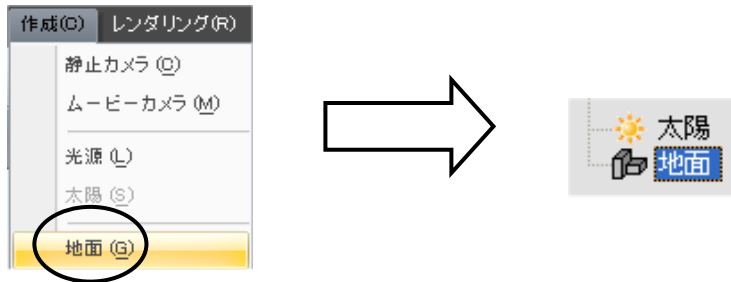 作成(C) レンダリング(R)
静止カメラ (C)
ムービーカメラ (M)
光源 (L)
太陽 (S)
地面 (G)
太陽
地面